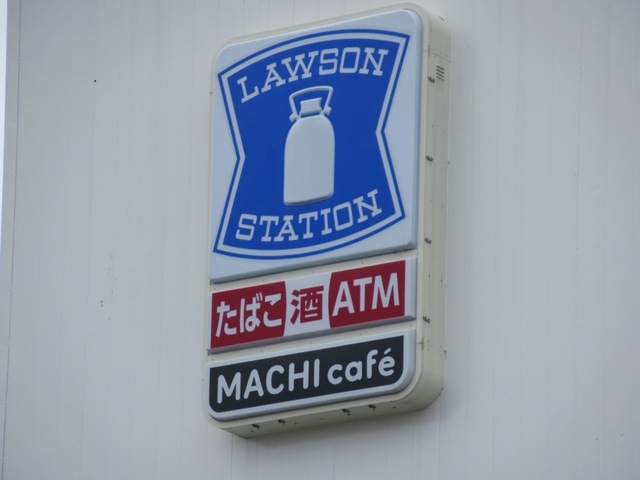 LAWSON
STATION
たばこ 酒 ATM
MACHI café